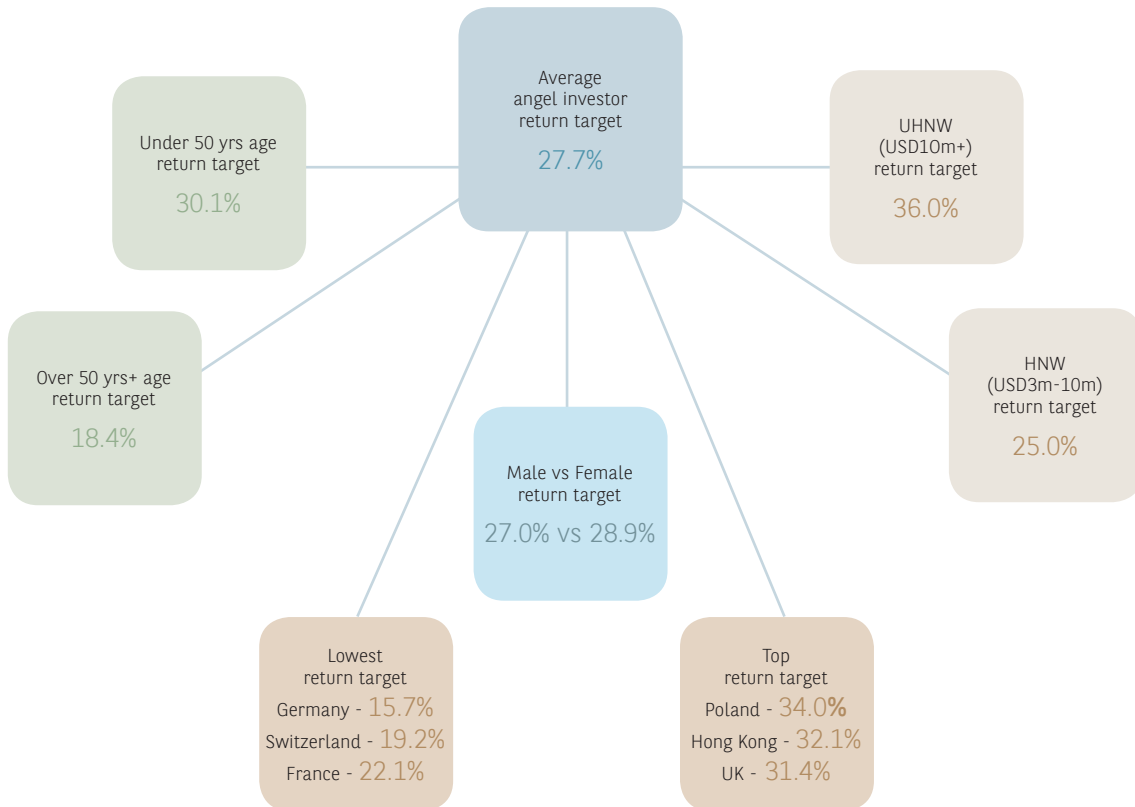 Average
angel investor
return target
27.7%
Under 50 yrs age
return target
30.1%
UHNW
(USD10m+)
return target
36.0%
Over 50 yrs+ age
return target
18.4%
HNW
(USD3m-10m)
return target
25.0%
Male vs Female
return target
27.0% vs 28.9%
Lowest
return target
Germany - 15.7%
Switzerland - 19.2%
France - 22.1%
Top
return target
Poland - 34.0%
Hong Kong - 32.1%
UK - 31.4%